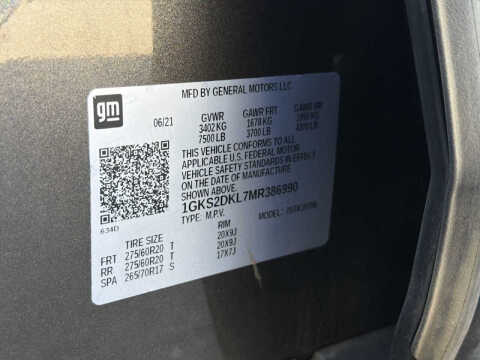 gm
MFD BY GENERAL MOTORS LLC
06/21 GVWR GAWR FRT GAWR RR
3402 KG 1678 KG
7500 LB 3700 LB
THIS VEHICLE CONFORMS TO ALL
APPLICABLE U.S. FEDERAL MOTOR
VEHICLE SAFETY STANDARDS IN EFFECT
ON THE DATE OF MANUFACTURE
SHOWN ABOVE.
1GKS2DKL7MR386990
TYPE: M.P.V. MODEL:
634D
TIRE SIZE RIM
FRT 275/60R20 T 20X9J
RR 275/60R20 T 20X9J
SPA 265/70R17 S 17X7J